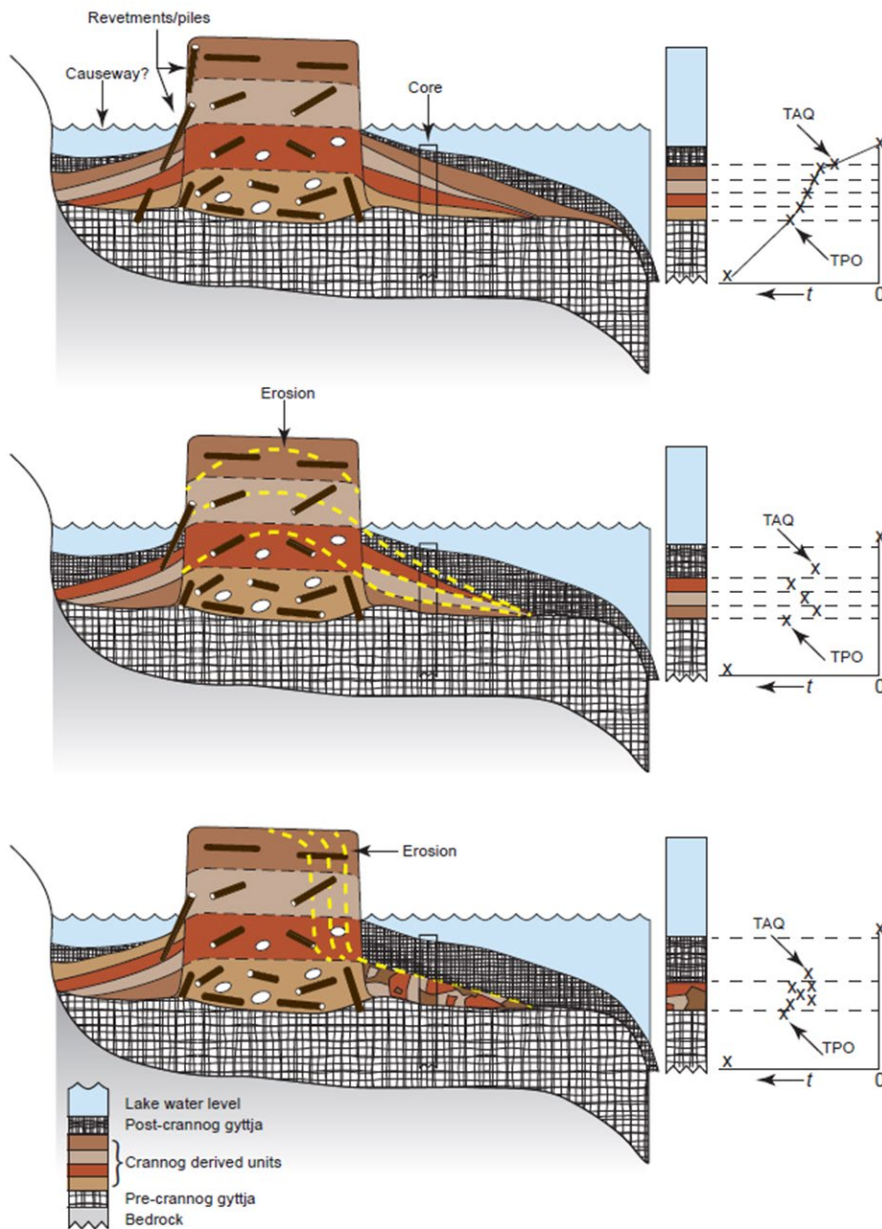 Revetments/piles
Causeway?
Core
TAQ
TPO
t
0
Erosion
TAQ
TPO
t
0
Erosion
TAQ
TPO
t
0
Lake water level
Post-crannog gyttja
Crannog derived units
Pre-crannog gyttja
Bedrock